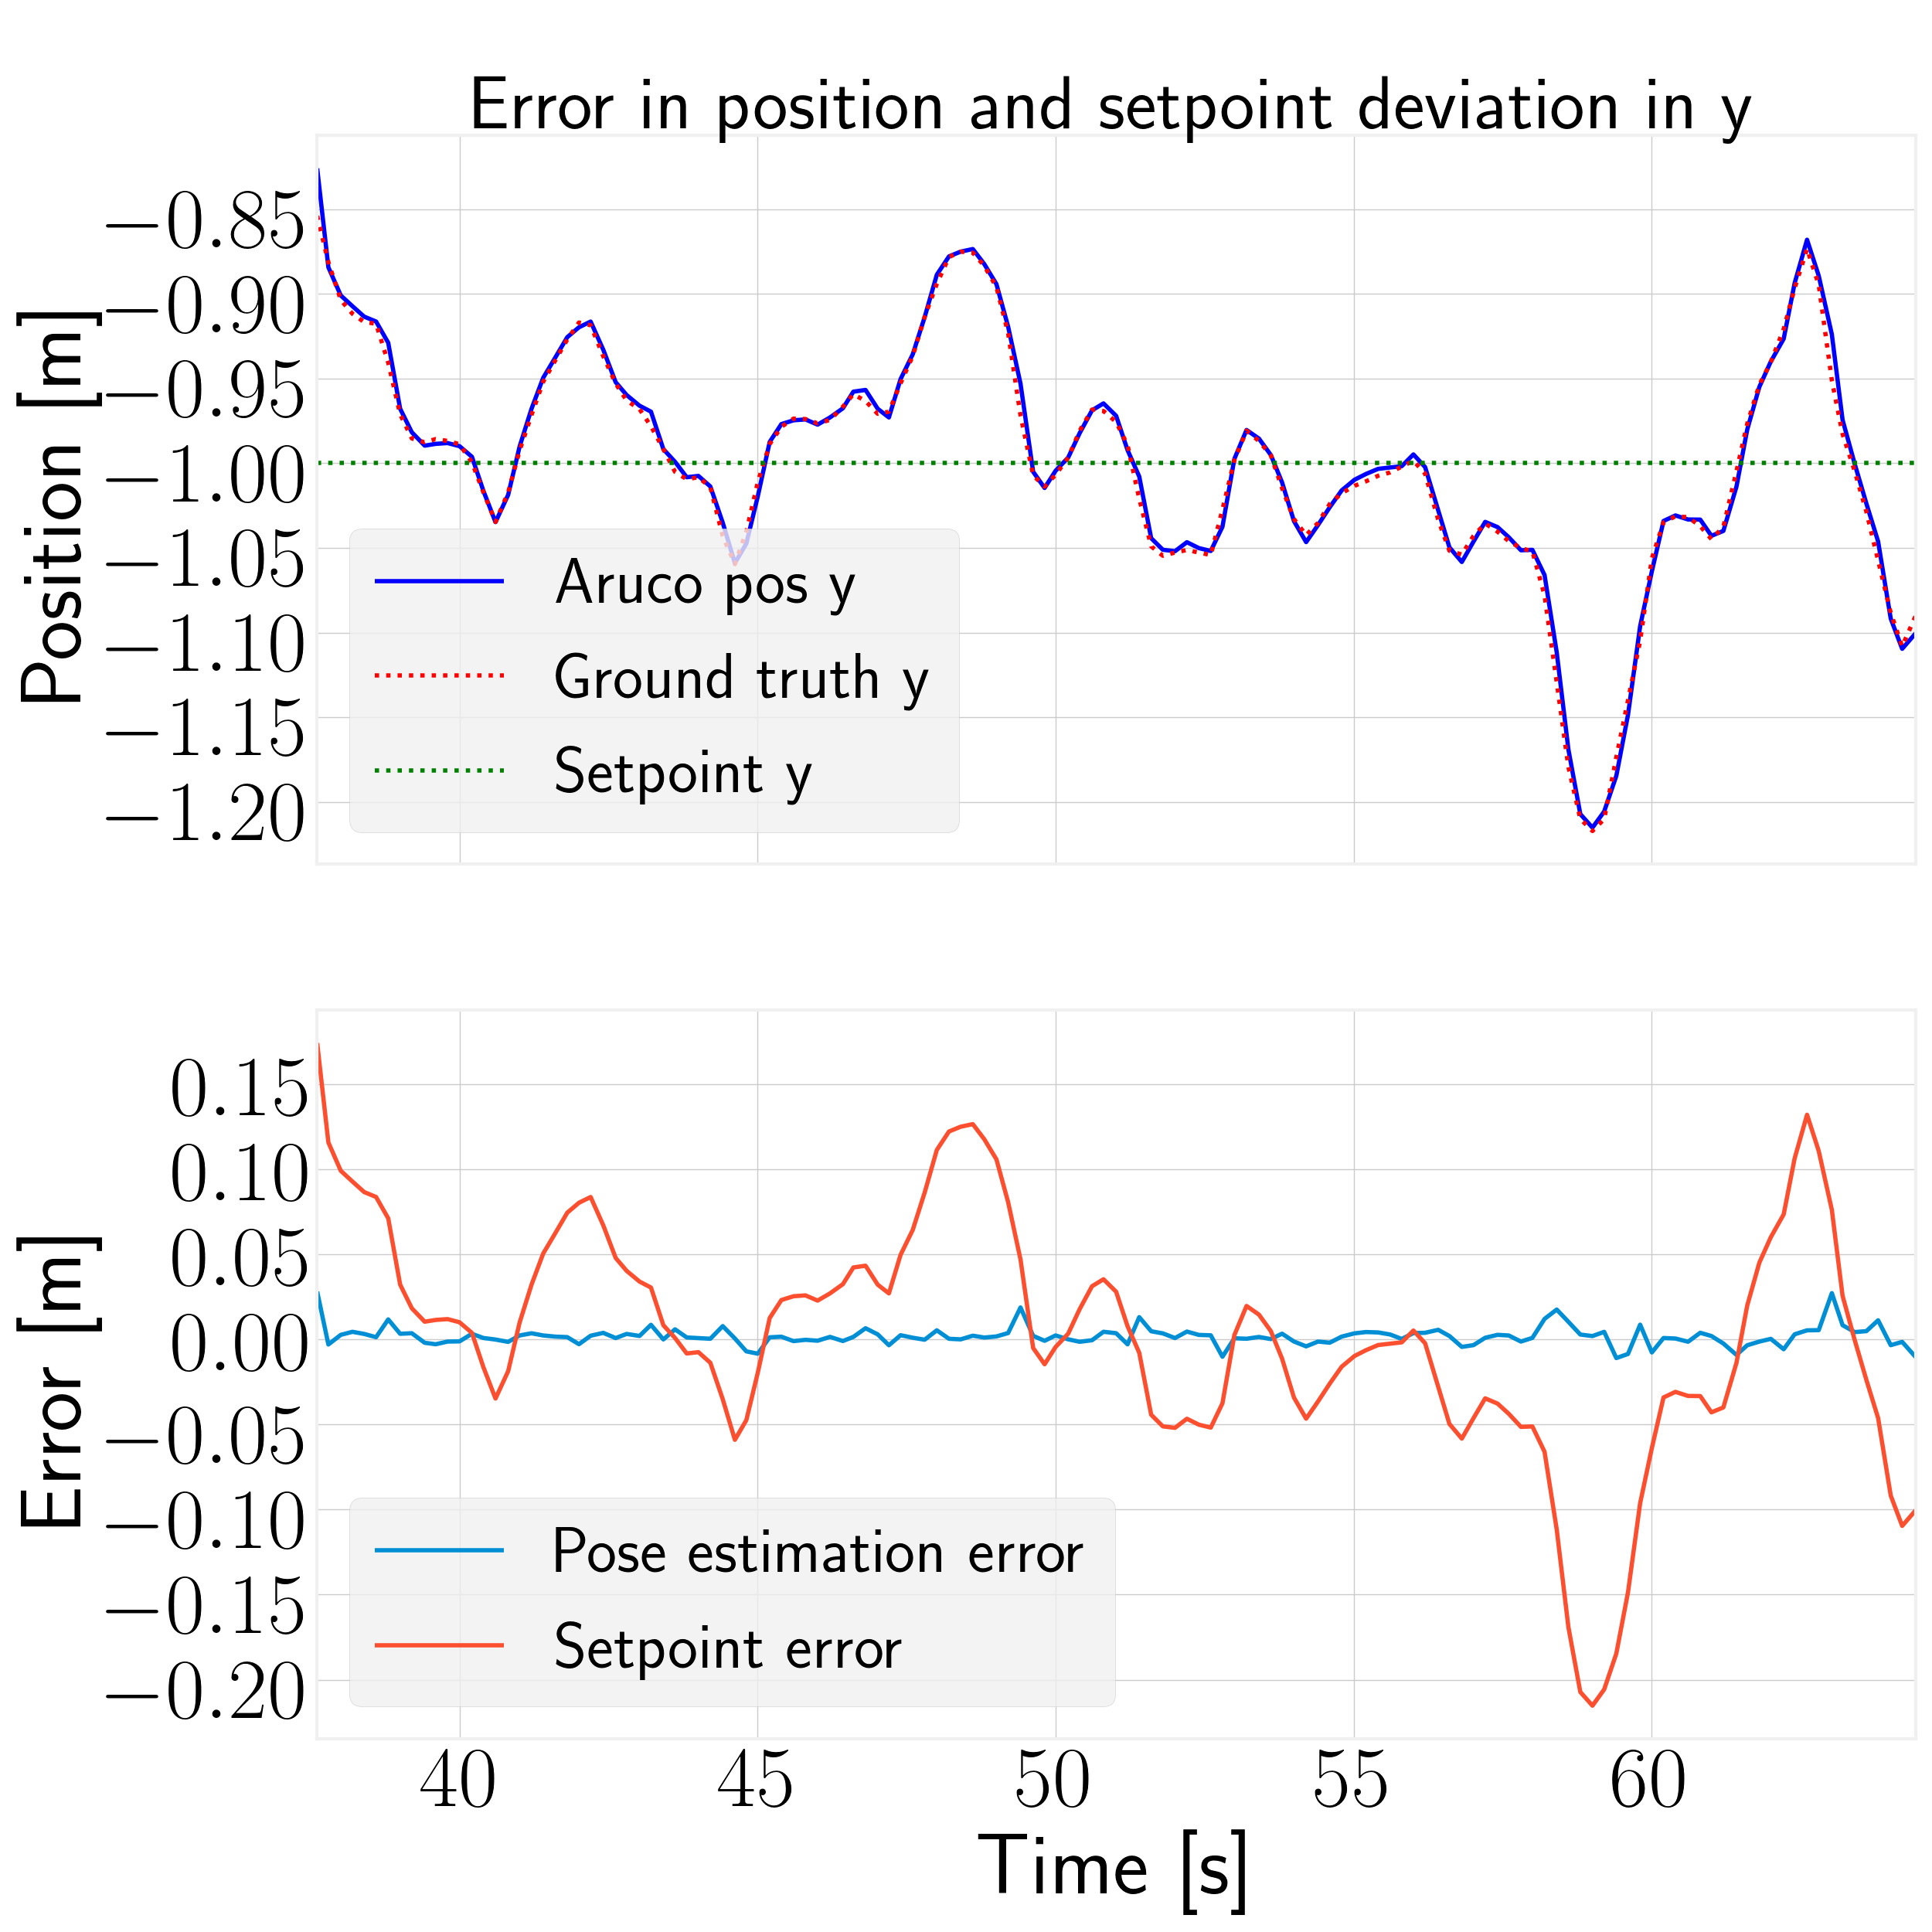 Error in position and setpoint deviation in y
Position [m]
−0.85
−0.90
−0.95
−1.00
−1.05
−1.10
−1.15
−1.20
Aruco pos y
Ground truth y
Setpoint y
Error [m]
0.15
0.10
0.05
0.00
−0.05
−0.10
−0.15
−0.20
Pose estimation error
Setpoint error
40 45 50 55 60
Time [s]